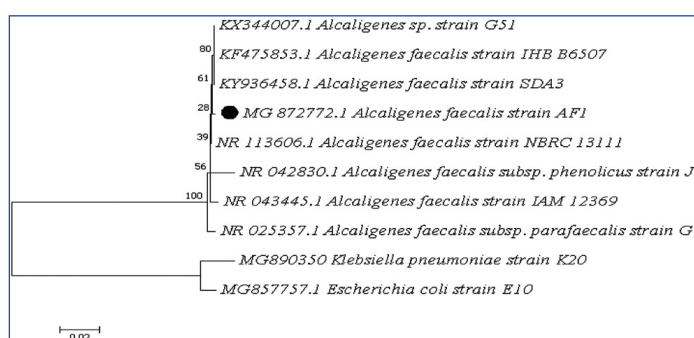 KX344007.1 Alcaligenes sp. strain G51
80
KF475853.1 Alcaligenes faecalis strain IHB B6507
61
KY936458.1 Alcaligenes faecalis strain SDA3
28
MG 872772.1 Alcaligenes faecalis strain AF1
39
NR 113606.1 Alcaligenes faecalis strain NBRC 13111
56
NR 042830.1 Alcaligenes faecalis subsp. phenolicus strain J
100
NR 043445.1 Alcaligenes faecalis strain IAM 12369
NR 025357.1 Alcaligenes faecalis subsp. parafaecalis strain G
MG890350 Klebsiella pneumoniae strain K20
MG857757.1 Escherichia coli strain E10
0.02